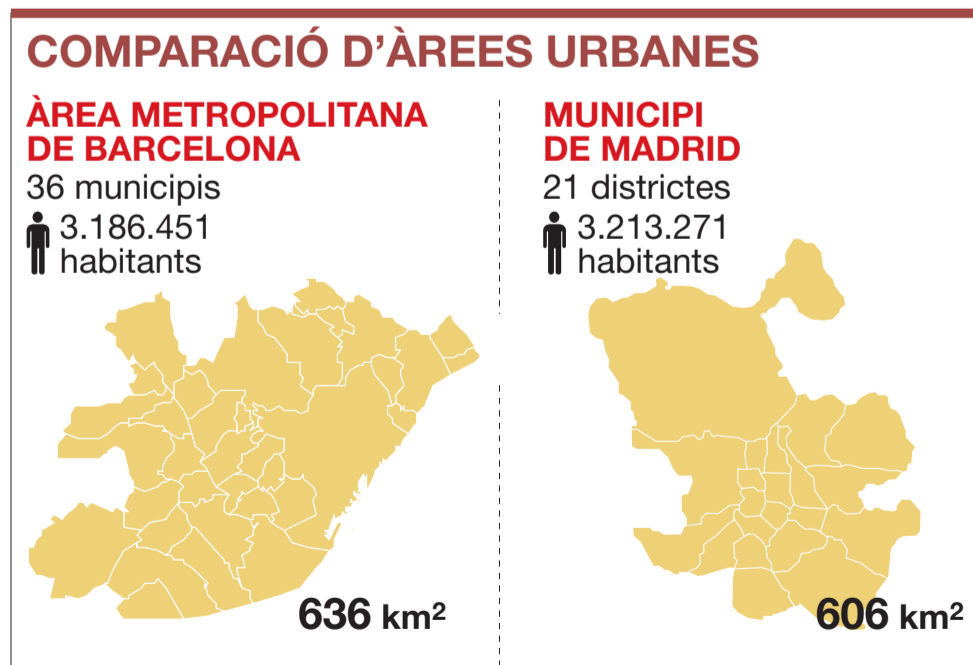 COMPARACIÓ D'ÀREES URBANES
ÀREA METROPOLITANA
DE BARCELONA
36 municipis
3.186.451
habitants
636 km²
MUNICIPI
DE MADRID
21 districtes
3.213.271
habitants
606 km²